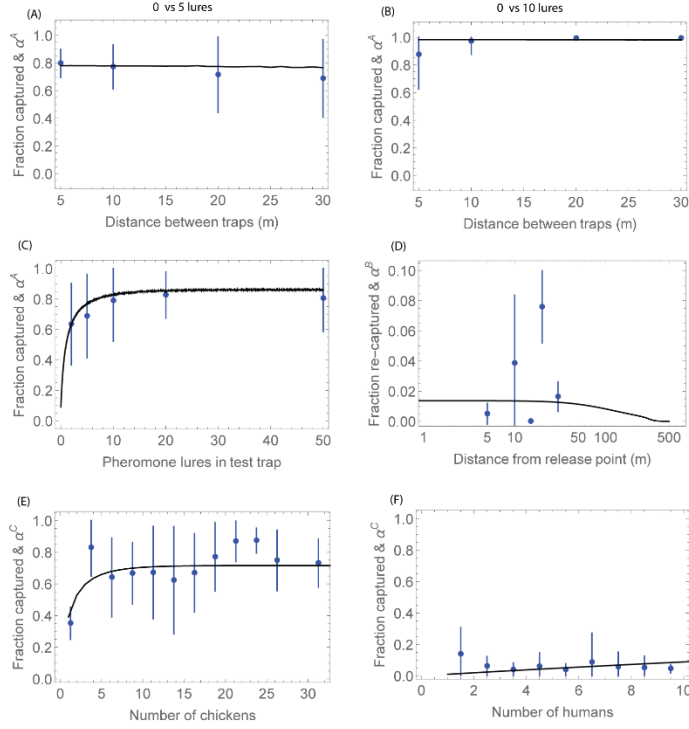 0 vs 5 lures
0 vs 10 lures
(A)
1.0
0.8
0.6
0.4
0.2
0.0
Fraction captured & α^A
5 10 15 20 25 30
Distance between traps (m)
(B)
1.0
0.8
0.6
0.4
0.2
0.0
Fraction captured & α^A
5 10 15 20 25 30
Distance between traps (m)
(C)
1.0
0.8
0.6
0.4
0.2
0.0
Fraction captured & α^A
0 10 20 30 40 50
Pheromone lures in test trap
(D)
0.10
0.08
0.06
0.04
0.02
0.00
Fraction re-captured & α^B
1 5 10 50 100 500
Distance from release point (m)
(E)
1.0
0.8
0.6
0.4
0.2
0.0
Fraction captured & α^C
0 5 10 15 20 25 30
Number of chickens
(F)
1.0
0.8
0.6
0.4
0.2
0.0
Fraction captured & α^C
0 2 4 6 8 10
Number of humans